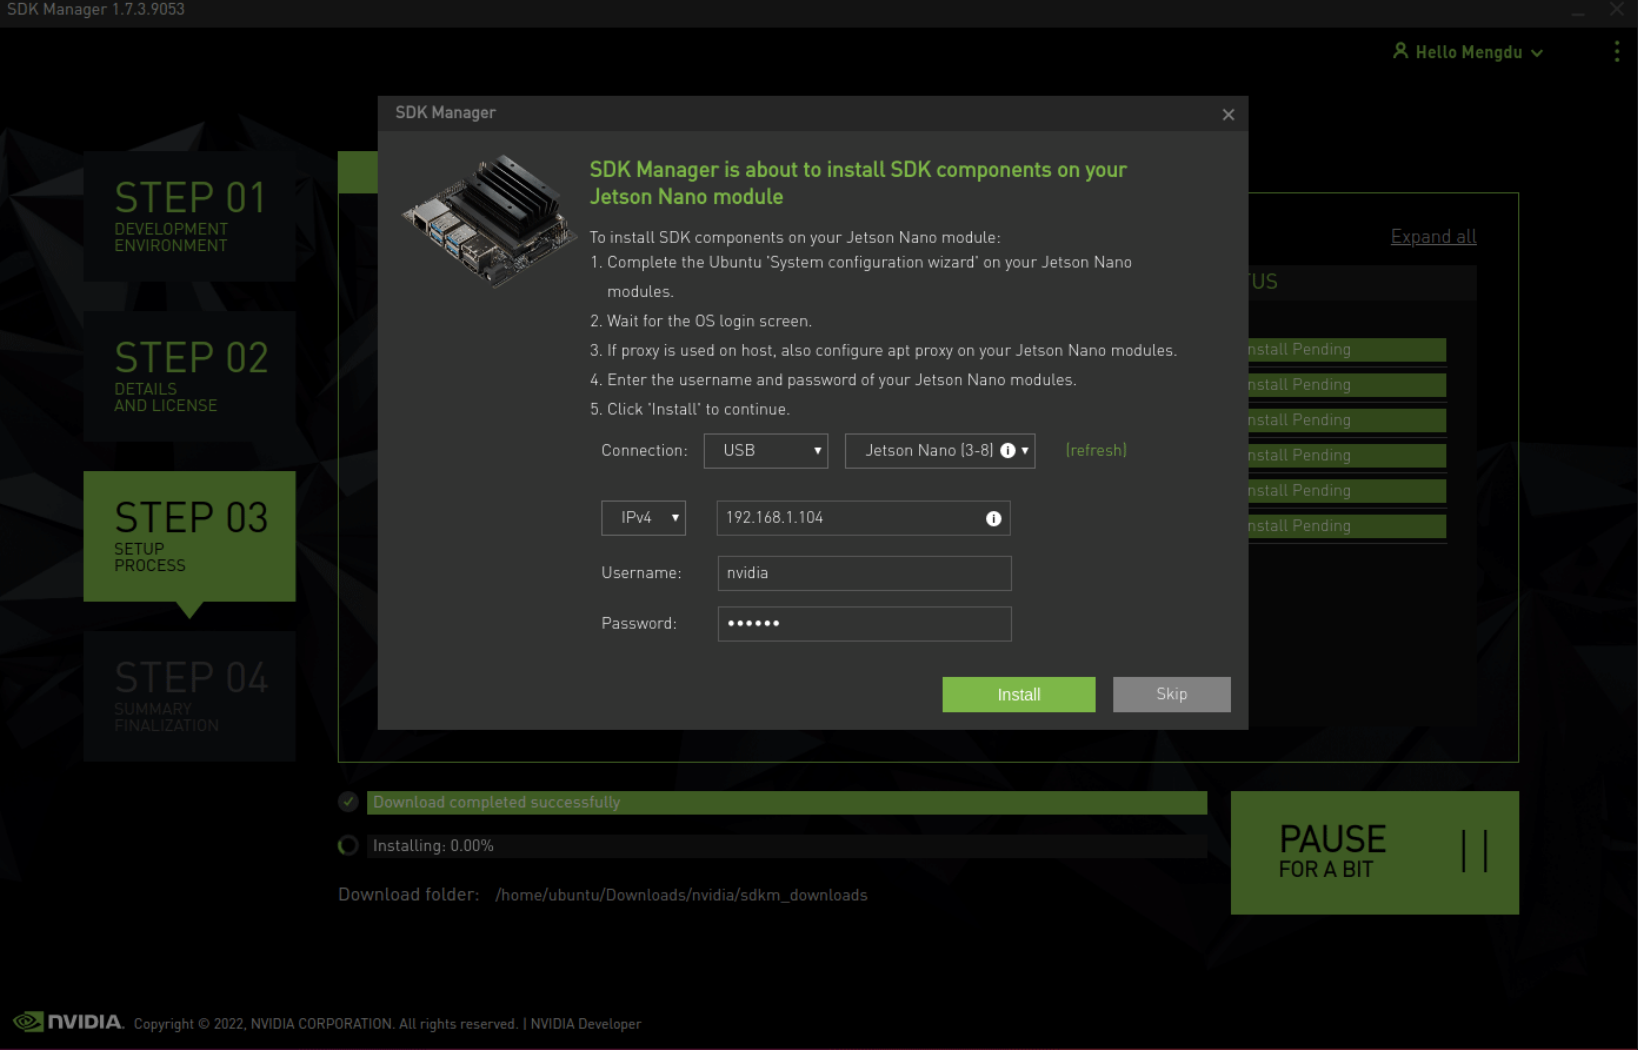 SDK Manager 1.7.3.9053
Hello Mengdu
SDK Manager
SDK Manager is about to install SDK components on your
Jetson Nano module
To install SDK components on your Jetson Nano module:
1. Complete the Ubuntu 'System configuration wizard' on your Jetson Nano
modules.
2. Wait for the OS login screen.
3. If proxy is used on host, also configure apt proxy on your Jetson Nano modules.
4. Enter the username and password of your Jetson Nano modules.
5. Click 'Install' to continue.
Connection: USB Jetson Nano (3-8) (refresh)
IPv4 192.168.1.104
Username: nvidia
Password: ••••••
Install Skip
STEP 01
DEVELOPMENT
ENVIRONMENT
STEP 02
DETAILS
AND LICENSE
STEP 03
SETUP
PROCESS
STEP 04
SUMMARY
FINALIZATION
Expand all
TUS
nstall Pending
nstall Pending
nstall Pending
nstall Pending
nstall Pending
nstall Pending
Download completed successfully
Installing: 0.00%
Download folder: /home/ubuntu/Downloads/nvidia/sdkm_downloads
PAUSE
FOR A BIT
NVIDIA. Copyright © 2022, NVIDIA CORPORATION. All rights reserved. | NVIDIA Developer